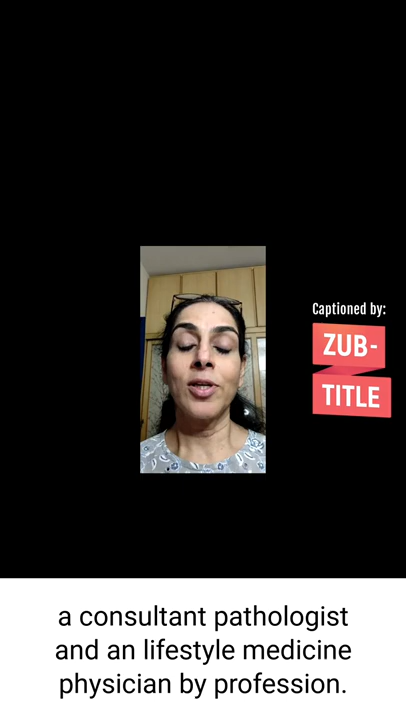 Captioned by:
ZUB-
TITLE
a consultant pathologist
and an lifestyle medicine
physician by profession.